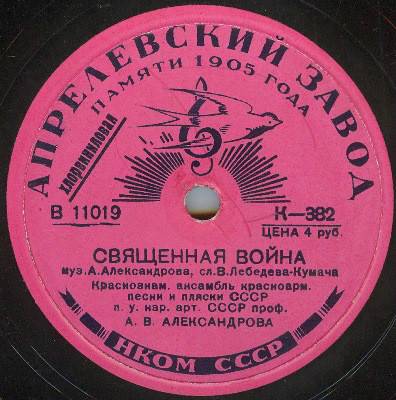 АПРЕЛЕВСКИЙ ЗАВОД
ПАМЯТИ 1905 ГОДА
хлорвиниловая
В 11019
К—382
ЦЕНА 4 руб.
СВЯЩЕННАЯ ВОЙНА
муз. А. Александрова, сл. В. Лебедева-Кумача
Краснознам. ансамбль красноарм.
песни и пляски СССР
п. у. нар. арт. СССР проф.
А. В. АЛЕКСАНДРОВА
НКОМ СССР